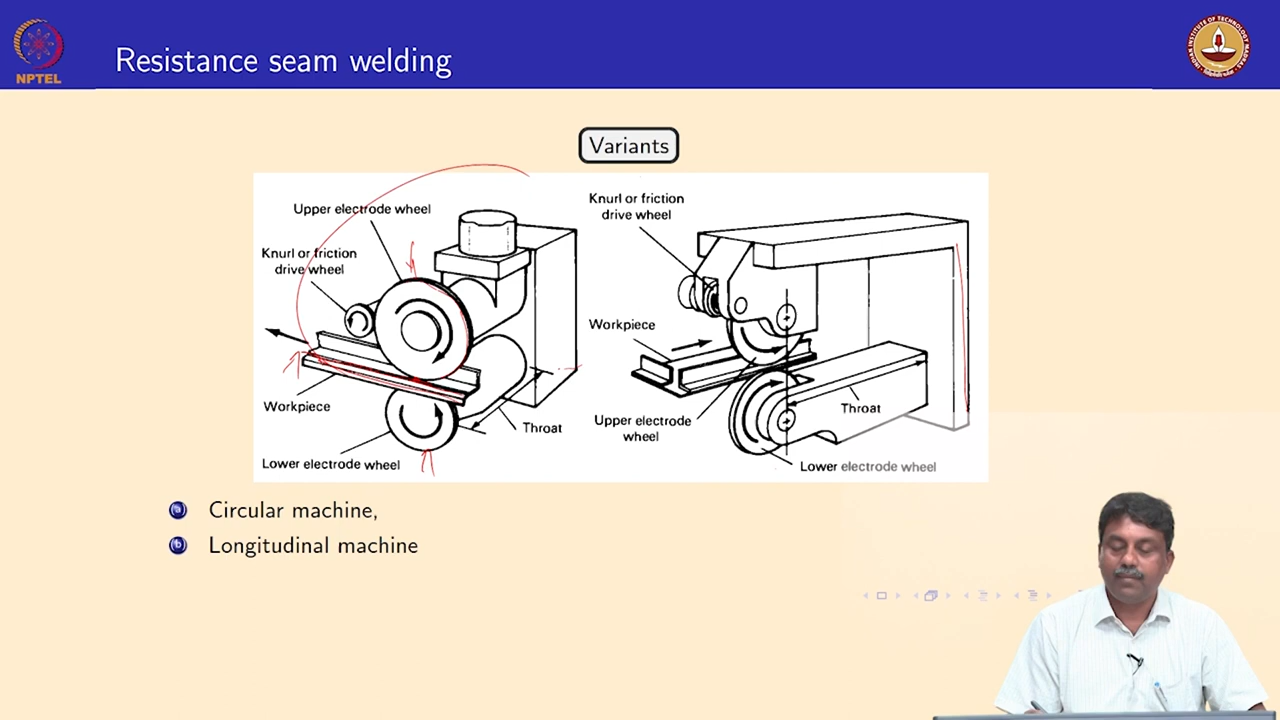 NPTEL
Resistance seam welding
Variants
Upper electrode wheel
Knurl or friction
drive wheel
Workpiece
Throat
Lower electrode wheel
Knurl or friction
drive wheel
Workpiece
Upper electrode
wheel
Throat
Lower electrode wheel
a Circular machine,
b Longitudinal machine